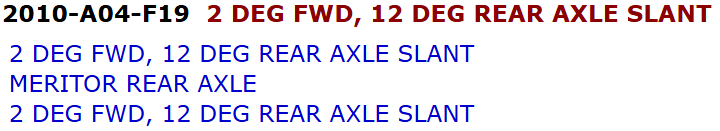 2010-A04-F19 2 DEG FWD, 12 DEG REAR AXLE SLANT
2 DEG FWD, 12 DEG REAR AXLE SLANT
MERITOR REAR AXLE
2 DEG FWD, 12 DEG REAR AXLE SLANT